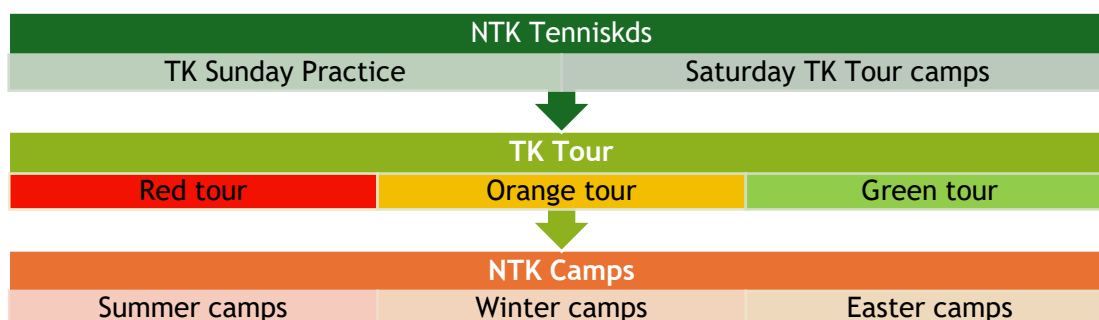 NTK Tenniskds
TK Sunday Practice Saturday TK Tour camps
TK Tour
Red tour Orange tour Green tour
NTK Camps
Summer camps Winter camps Easter camps